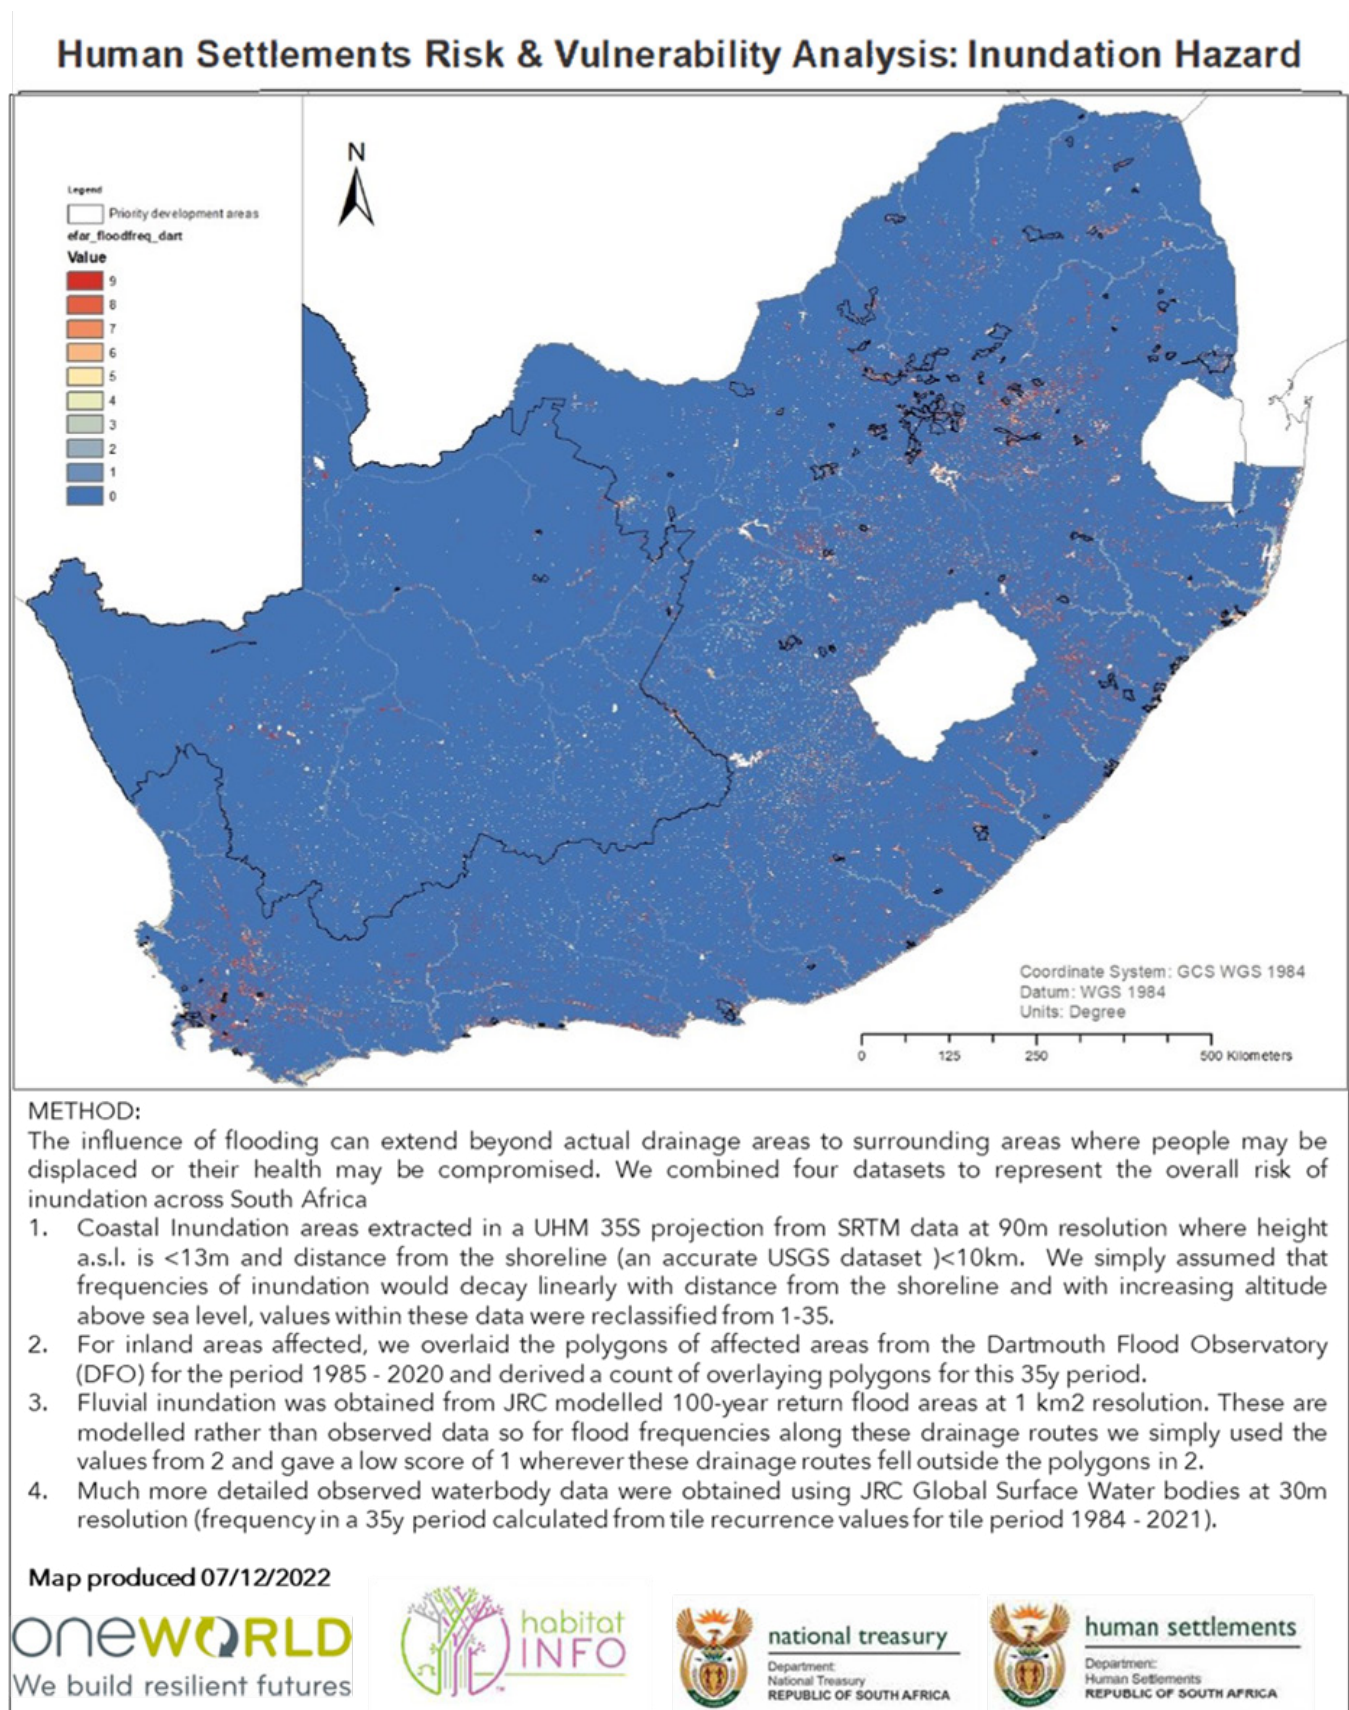 Human Settlements Risk & Vulnerability Analysis: Inundation Hazard
N
Legend
Priority development areas
efar_floodfreq_dart
Value
9
8
7
6
5
4
3
2
1
0
Coordinate System: GCS WGS 1984
Datum: WGS 1984
Units: Degree
0 125 250 500 Kilometers
METHOD:
The influence of flooding can extend beyond actual drainage areas to surrounding areas where people may be
displaced or their health may be compromised. We combined four datasets to represent the overall risk of
inundation across South Africa
1. Coastal Inundation areas extracted in a UHM 35S projection from SRTM data at 90m resolution where height
a.s.l. is <13m and distance from the shoreline (an accurate USGS dataset )<10km. We simply assumed that
frequencies of inundation would decay linearly with distance from the shoreline and with increasing altitude
above sea level, values within these data were reclassified from 1-35.
2. For inland areas affected, we overlaid the polygons of affected areas from the Dartmouth Flood Observatory
(DFO) for the period 1985 - 2020 and derived a count of overlaying polygons for this 35y period.
3. Fluvial inundation was obtained from JRC modelled 100-year return flood areas at 1 km2 resolution. These are
modelled rather than observed data so for flood frequencies along these drainage routes we simply used the
values from 2 and gave a low score of 1 wherever these drainage routes fell outside the polygons in 2.
4. Much more detailed observed waterbody data were obtained using JRC Global Surface Water bodies at 30m
resolution (frequency in a 35y period calculated from tile recurrence values for tile period 1984 - 2021).
Map produced 07/12/2022
oneWORLD
We build resilient futures
habitat
INFO
TM
national treasury
Department:
National Treasury
REPUBLIC OF SOUTH AFRICA
human settlements
Department:
Human Settlements
REPUBLIC OF SOUTH AFRICA